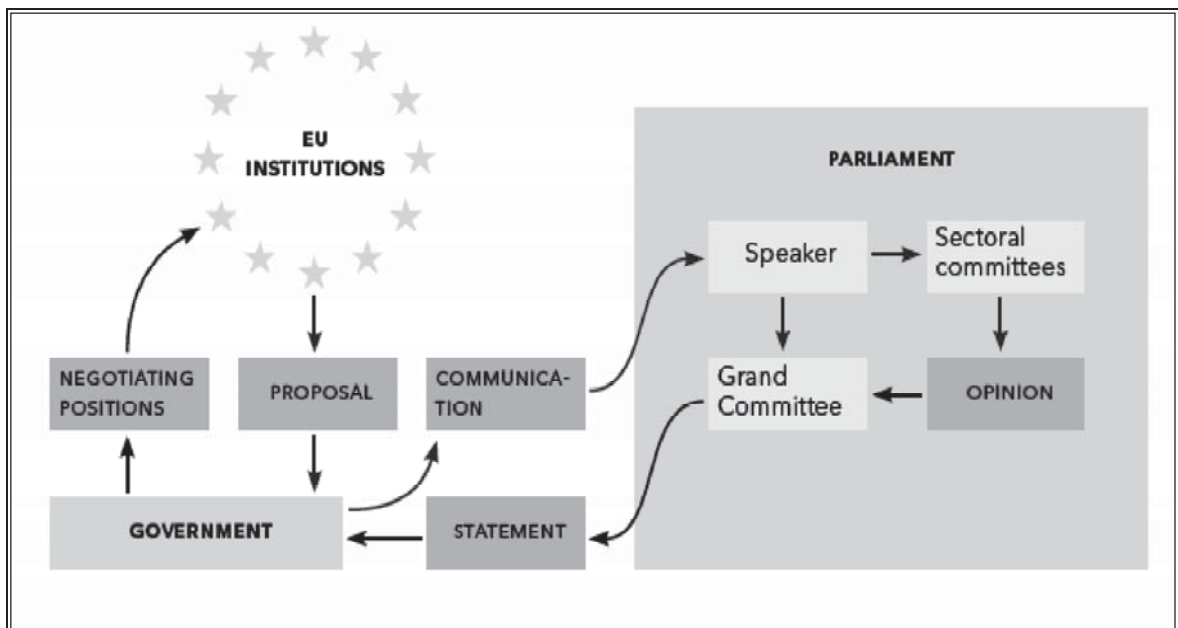 EU
INSTITUTIONS
PARLIAMENT
Speaker
Sectoral
committees
NEGOTIATING
POSITIONS
PROPOSAL
COMMUNICA-
TION
Grand
Committee
OPINION
GOVERNMENT
STATEMENT